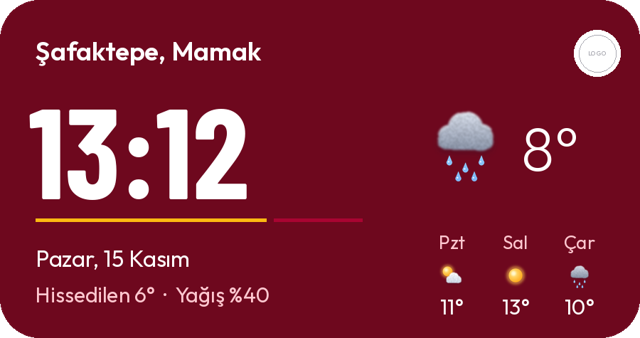 Şafaktepe, Mamak
LOGO
13:12
8°
Pazar, 15 Kasım
Hissedilen 6° · Yağış %40
Pzt Sal Çar
11° 13° 10°